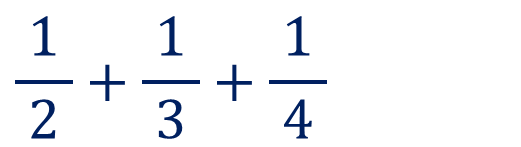 1/2 + 1/3 + 1/4